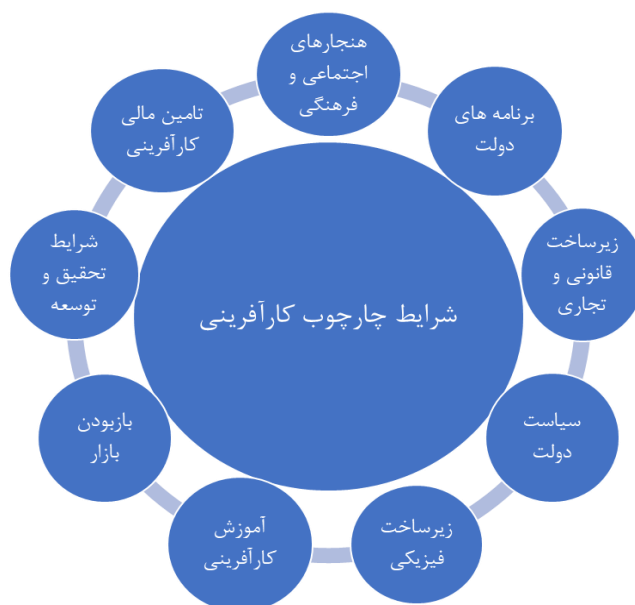 هنجارهای
اجتماعی و
فرهنگی
برنامه های
دولت
زیرساخت
قانونی و
تجاری
سیاست
دولت
زیرساخت
فیزیکی
آموزش
کارآفرینی
بازبودن
بازار
شرایط
تحقیق و
توسعه
تامین مالی
کارآفرینی
شرایط چارچوب کارآفرینی